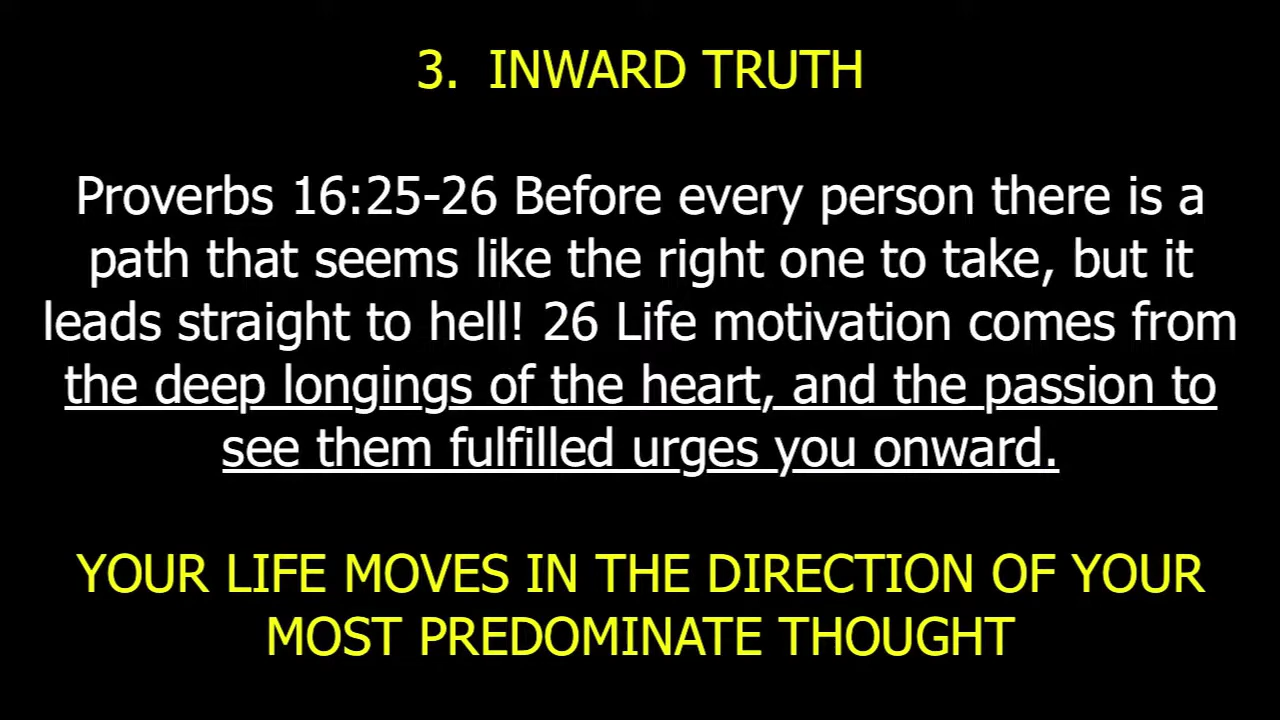 3. INWARD TRUTH
Proverbs 16:25-26 Before every person there is a
path that seems like the right one to take, but it
leads straight to hell! 26 Life motivation comes from
the deep longings of the heart, and the passion to
see them fulfilled urges you onward.
YOUR LIFE MOVES IN THE DIRECTION OF YOUR
MOST PREDOMINATE THOUGHT